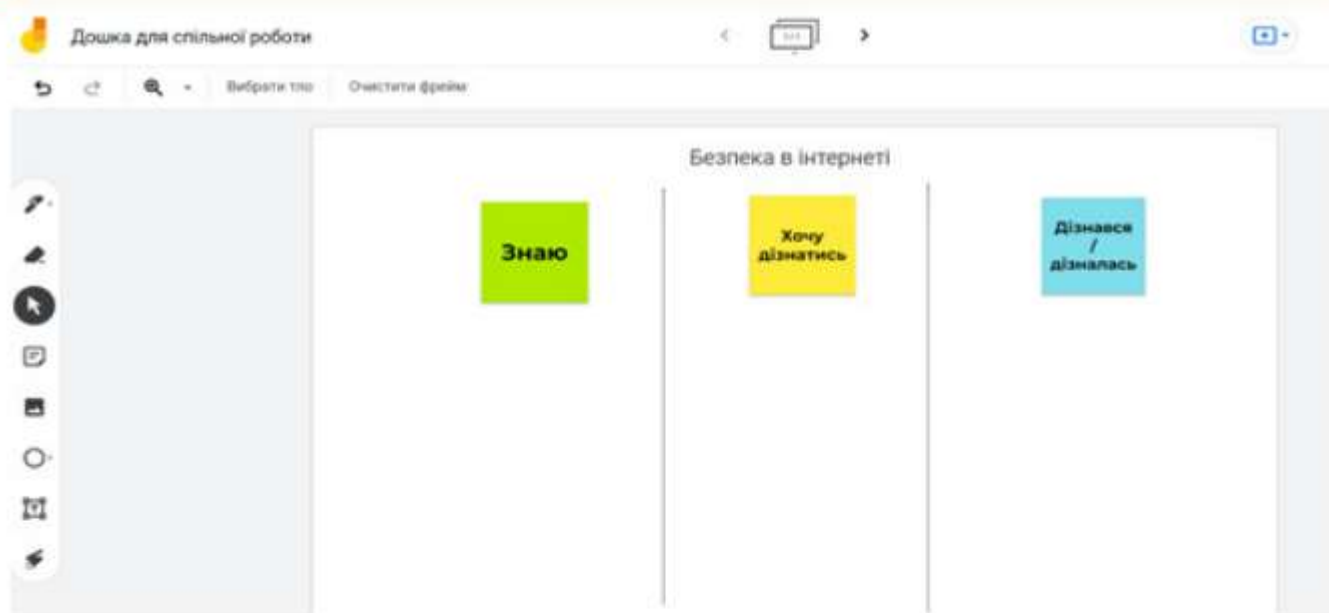 Дошка для спільної роботи
Вибрати тло Очистити фрейм
Безпека в інтернеті
Знаю
Хочу
дізнатись
Дізнався
/
дізналась